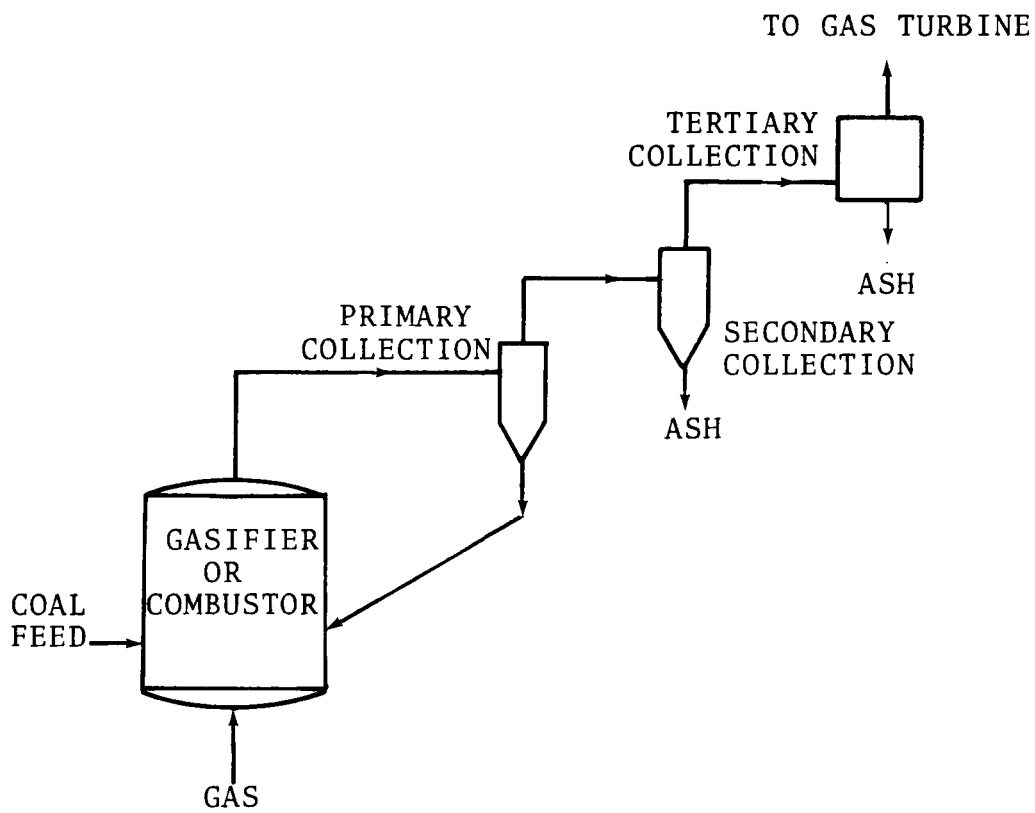 TO GAS TURBINE
TERTIARY
COLLECTION
ASH
PRIMARY
COLLECTION
SECONDARY
COLLECTION
ASH
GASIFIER
OR
COMBUSTOR
COAL
FEED
GAS